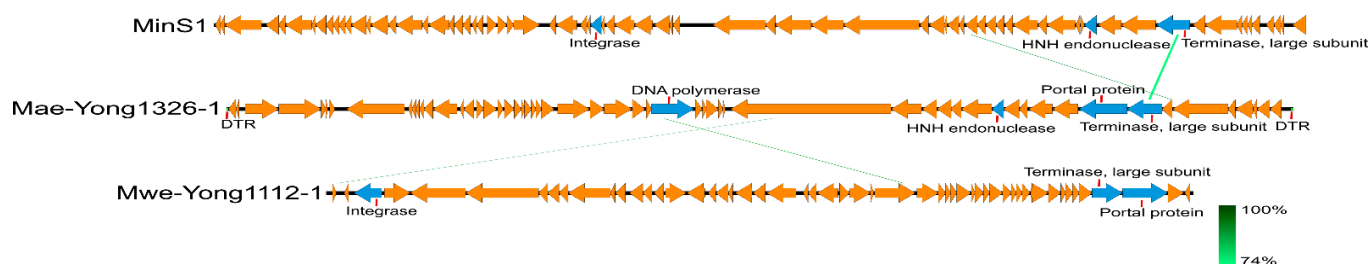 MinS1
Integrase
HNH endonuclease
Terminase, large subunit
DNA polymerase
Portal protein
Mae-Yong1326-1
DTR
HNH endonuclease
Terminase, large subunit
DTR
Terminase, large subunit
Mwe-Yong1112-1
Integrase
Portal protein
100%
74%